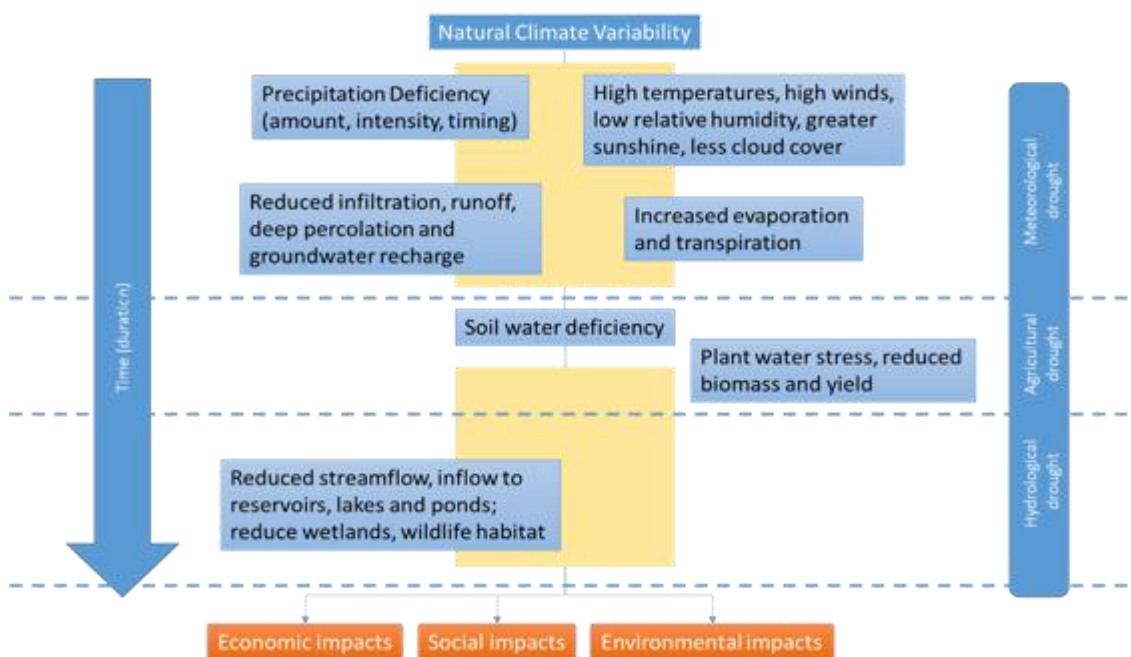 Natural Climate Variability
Precipitation Deficiency
(amount, intensity, timing)
High temperatures, high winds,
low relative humidity, greater
sunshine, less cloud cover
Reduced infiltration, runoff,
deep percolation and
groundwater recharge
Increased evaporation
and transpiration
Meteorological
drought
Time (duration)
Soil water deficiency
Plant water stress, reduced
biomass and yield
Agricultural
drought
Reduced streamflow, inflow to
reservoirs, lakes and ponds;
reduce wetlands, wildlife habitat
Hydrological
drought
Economic impacts
Social impacts
Environmental impacts